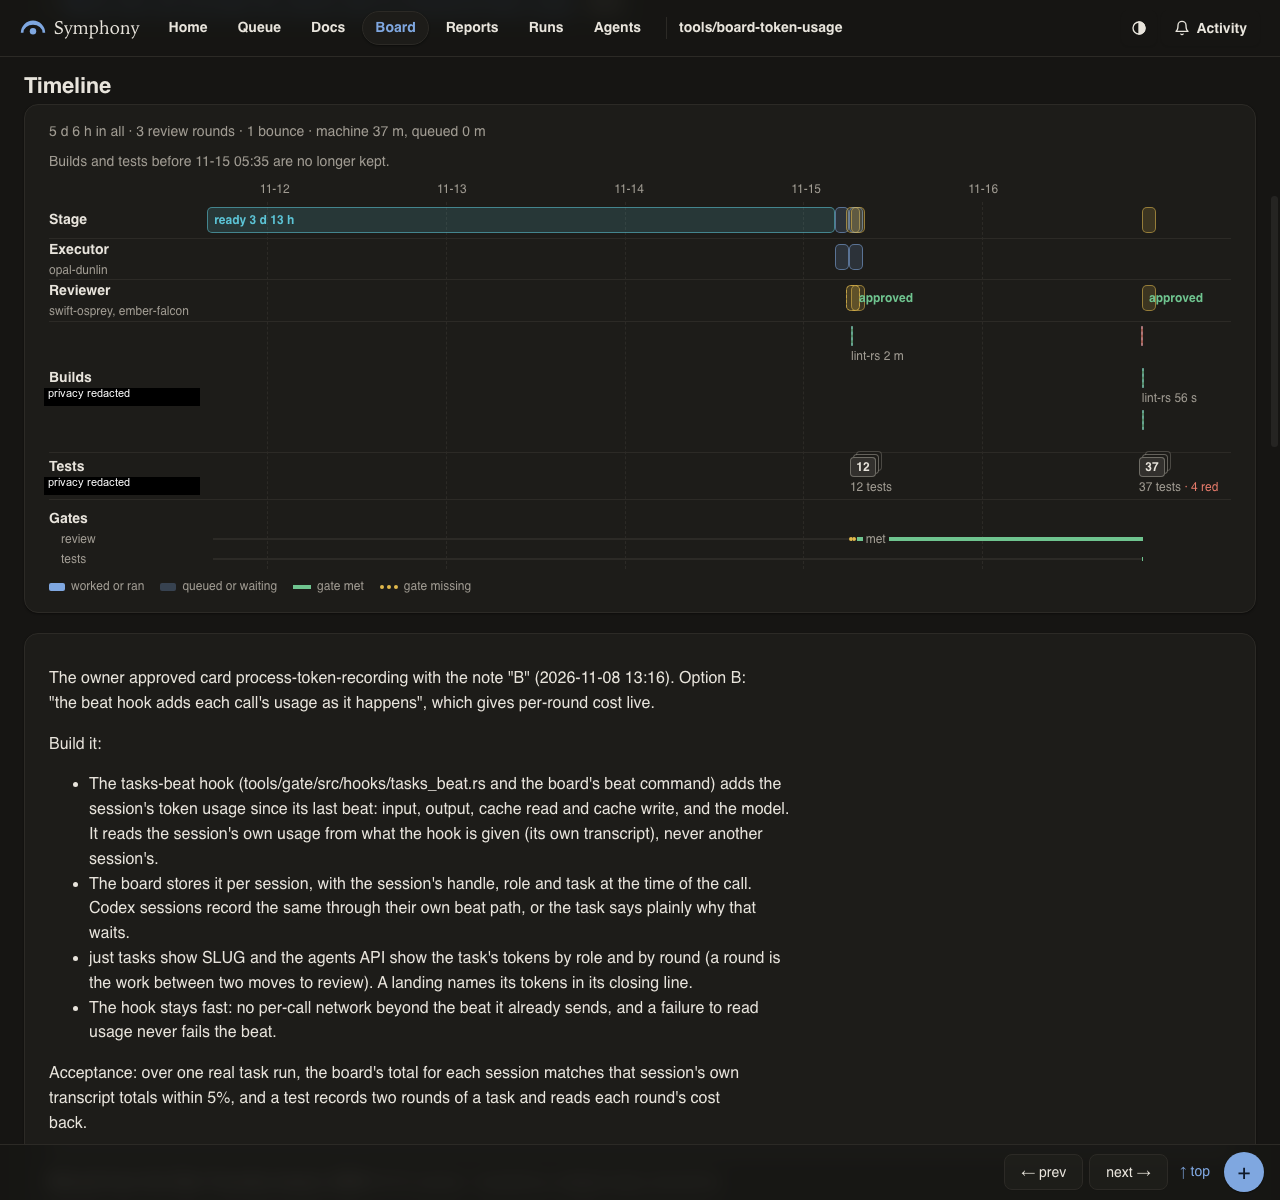 Symphony
Home Queue Docs Board Reports Runs Agents tools/board-token-usage Activity
Timeline
5 d 6 h in all · 3 review rounds · 1 bounce · machine 37 m, queued 0 m
Builds and tests before 11-15 05:35 are no longer kept.
11-12 11-13 11-14 11-15 11-16
Stage ready 3 d 13 h
Executor
opal-dunlin
Reviewer approved approved
swift-osprey, ember-falcon
lint-rs 2 m
Builds
privacy redacted
lint-rs 56 s
Tests 12 37
privacy redacted 12 tests 37 tests · 4 red
Gates
review met
tests
worked or ran queued or waiting gate met gate missing
The owner approved card process-token-recording with the note "B" (2026-11-08 13:16). Option B:
"the beat hook adds each call's usage as it happens", which gives per-round cost live.
Build it:
• The tasks-beat hook (tools/gate/src/hooks/tasks_beat.rs and the board's beat command) adds the
session's token usage since its last beat: input, output, cache read and cache write, and the model.
It reads the session's own usage from what the hook is given (its own transcript), never another
session's.
• The board stores it per session, with the session's handle, role and task at the time of the call.
Codex sessions record the same through their own beat path, or the task says plainly why that
waits.
• just tasks show SLUG and the agents API show the task's tokens by role and by round (a round is
the work between two moves to review). A landing names its tokens in its closing line.
• The hook stays fast: no per-call network beyond the beat it already sends, and a failure to read
usage never fails the beat.
Acceptance: over one real task run, the board's total for each session matches that session's own
transcript totals within 5%, and a test records two rounds of a task and reads each round's cost
back.
← prev next → ↑ top +